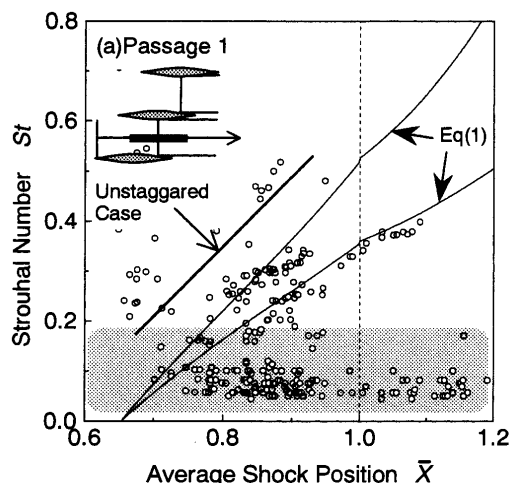 0.8
(a)Passage 1
0.6
Eq(1)
Unstaggared
Case
0.4
0.2
0.0
0.6
0.8
1.0
1.2
Strouhal Number St
Average Shock Position X̄